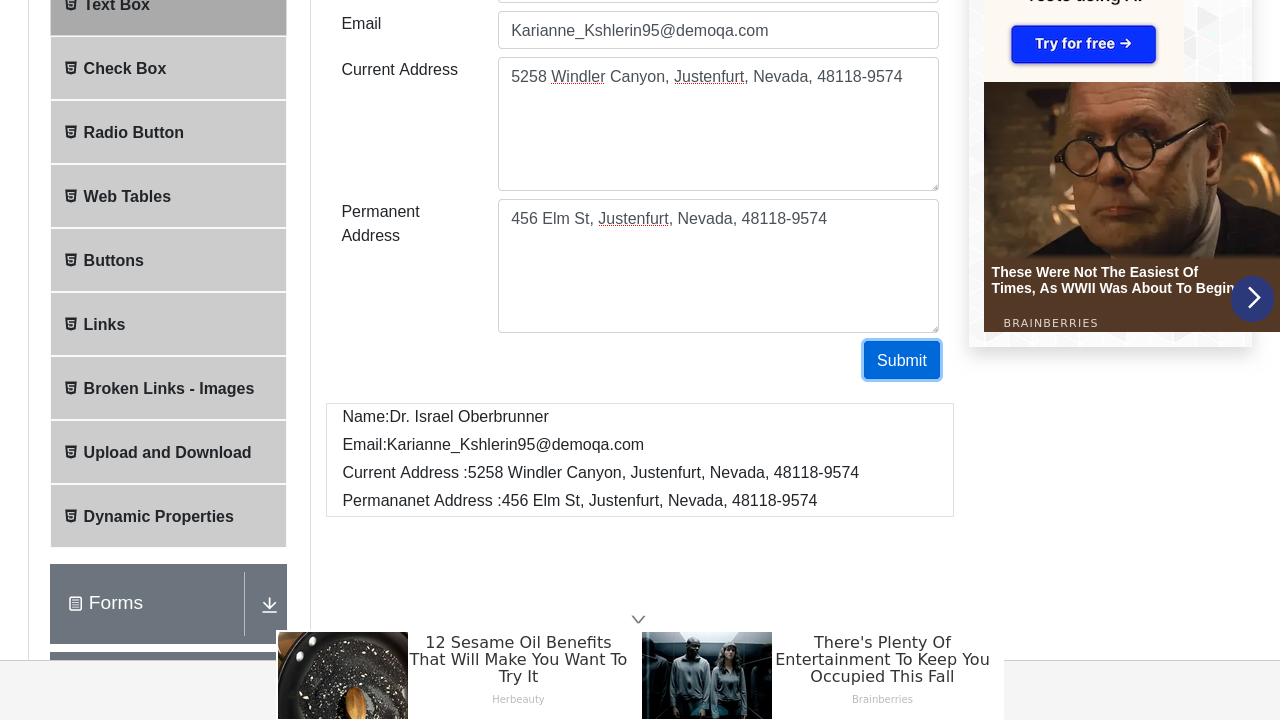 Text Box
Check Box
Radio Button
Web Tables
Buttons
Links
Broken Links - Images
Upload and Download
Dynamic Properties
Forms
Email
Karianne_Kshlerin95@demoqa.com
Current Address
5258 Windler Canyon, Justenfurt, Nevada, 48118-9574
Permanent
Address
456 Elm St, Justenfurt, Nevada, 48118-9574
Submit
Name:Dr. Israel Oberbrunner
Email:Karianne_Kshlerin95@demoqa.com
Current Address :5258 Windler Canyon, Justenfurt, Nevada, 48118-9574
Permananet Address :456 Elm St, Justenfurt, Nevada, 48118-9574
Try for free →
These Were Not The Easiest Of
Times, As WWII Was About To Begin
BRAINBERRIES
12 Sesame Oil Benefits
That Will Make You Want To
Try It
Herbeauty
There's Plenty Of
Entertainment To Keep You
Occupied This Fall
Brainberries